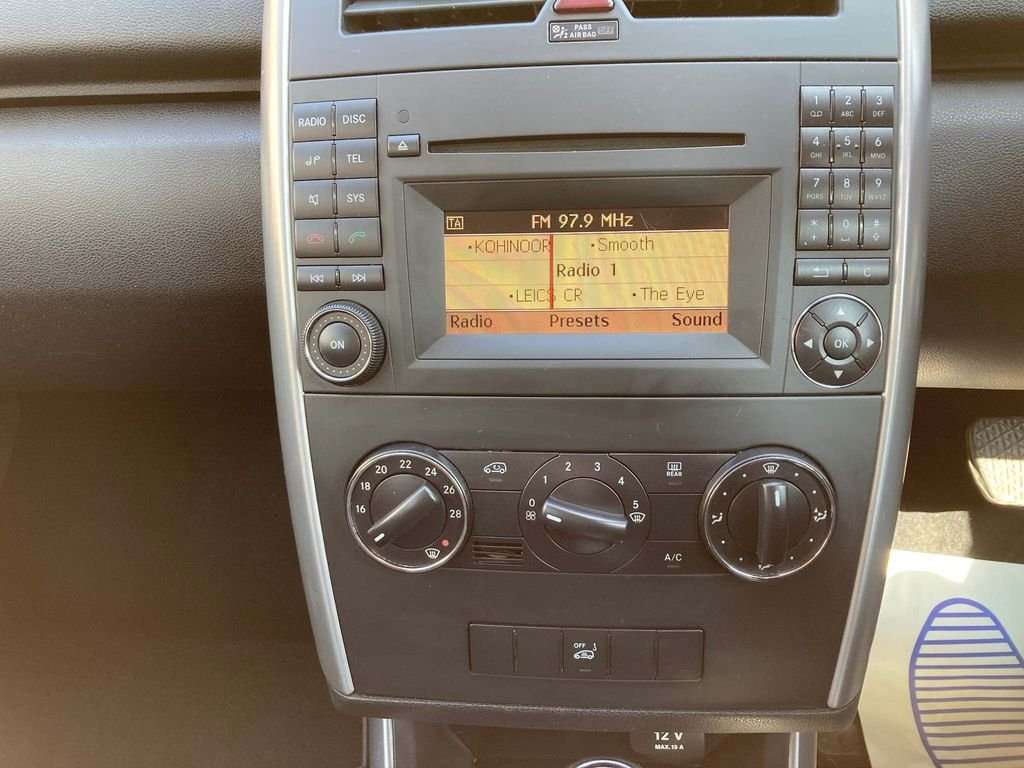 PASS
AIR BAG OFF
RADIO DISC
TEL
SYS
ON
1 2 ABC 3 DEF
4 GHI 5 JKL 6 MNO
7 PQRS 8 TUV 9 WXYZ
* 0 #
C
OK
TA FM 97.9 MHz
•KOHINOOR •Smooth
Radio 1
•LEICS CR •The Eye
Radio Presets Sound
16 18 20 22 24 26 28
0 1 2 3 4 5
REAR
A/C
OFF
12 V
MAX.15 A